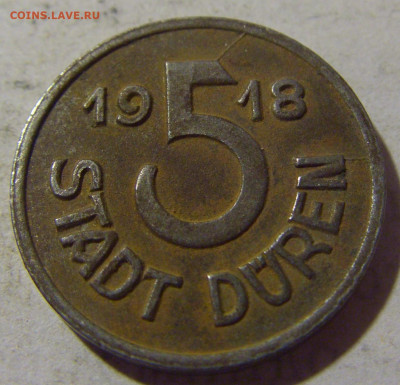 COINS.LAVE.RU
19 5 18
STADT DÜREN